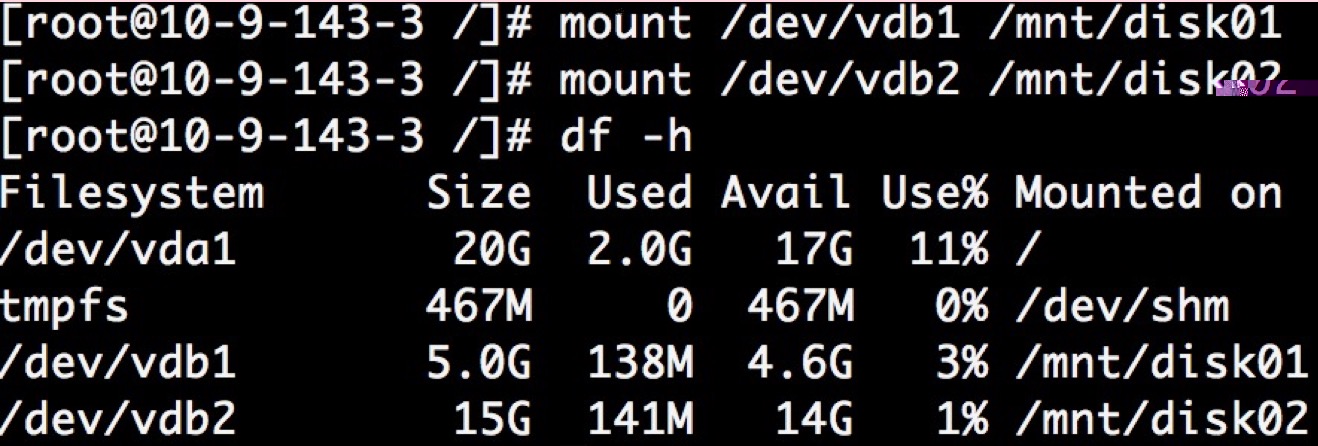 [root@10-9-143-3 /]# mount /dev/vdb1 /mnt/disk01
[root@10-9-143-3 /]# mount /dev/vdb2 /mnt/disk02
[root@10-9-143-3 /]# df -h
Filesystem Size Used Avail Use% Mounted on
/dev/vda1 20G 2.0G 17G 11% /
tmpfs 467M 0 467M 0% /dev/shm
/dev/vdb1 5.0G 138M 4.6G 3% /mnt/disk01
/dev/vdb2 15G 141M 14G 1% /mnt/disk02